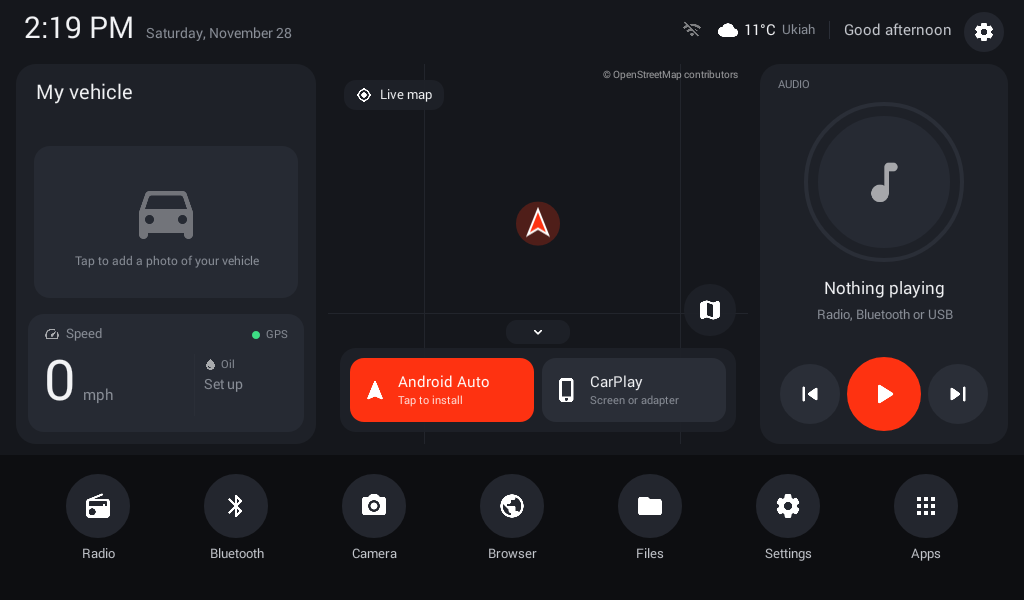 2:19 PM Saturday, November 28
11°C Ukiah Good afternoon
My vehicle
Tap to add a photo of your vehicle
Speed
GPS
0 mph
Oil
Set up
© OpenStreetMap contributors
Live map
Android Auto
Tap to install
CarPlay
Screen or adapter
AUDIO
Nothing playing
Radio, Bluetooth or USB
Radio
Bluetooth
Camera
Browser
Files
Settings
Apps